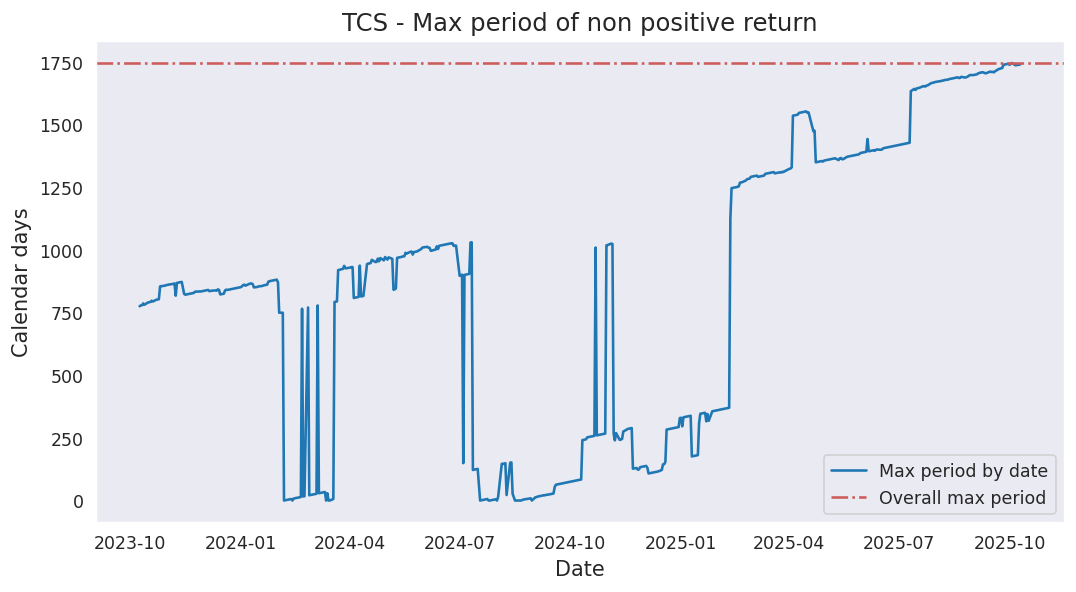 TCS - Max period of non positive return
1750
1500
1250
1000
750
500
250
0
Calendar days
Max period by date
Overall max period
2023-10 2024-01 2024-04 2024-07 2024-10 2025-01 2025-04 2025-07 2025-10
Date